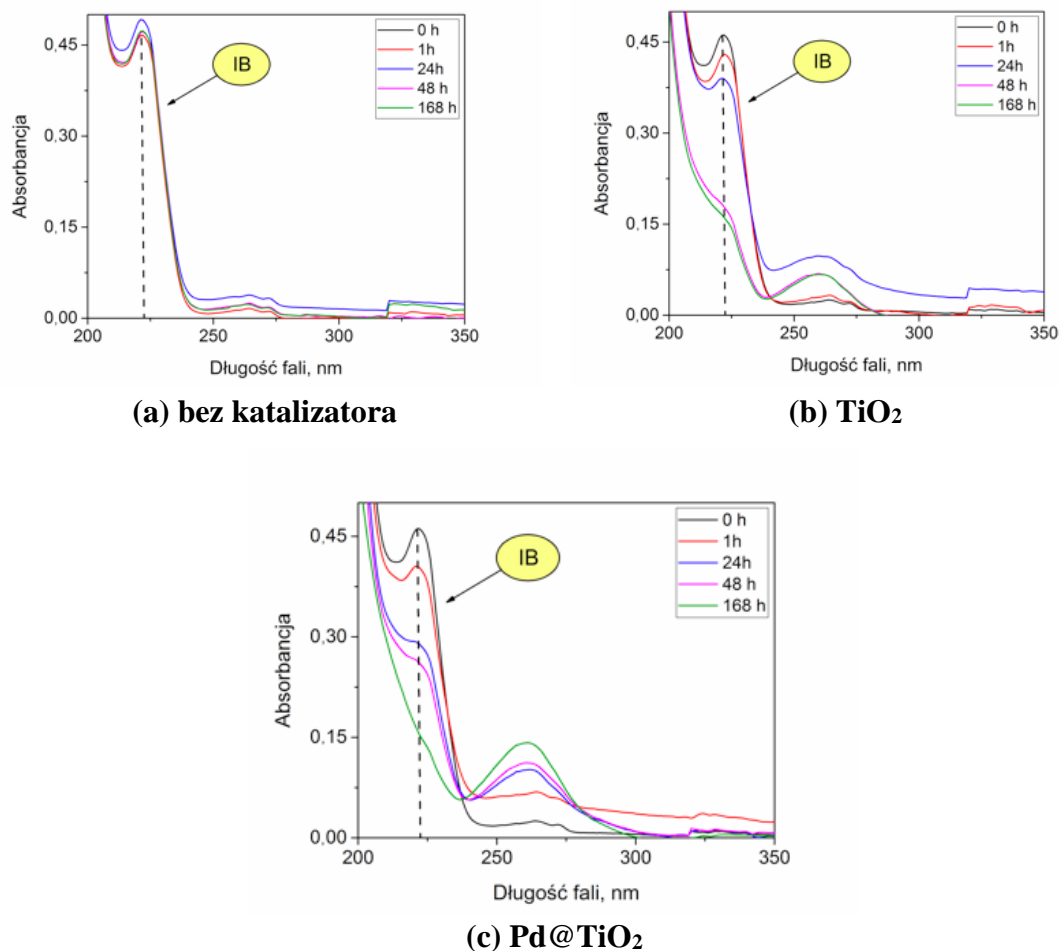 0,45
0,30
0,15
0,00
Absorbancja
200
250
300
350
Długość fali, nm
IB
0 h
1h
24h
48 h
168 h
(a) bez katalizatora
0,45
0,30
0,15
0,00
Absorbancja
200
250
300
350
Długość fali, nm
IB
0 h
1h
24h
48 h
168 h
(b) TiO₂
0,45
0,30
0,15
0,00
Absorbancja
200
250
300
350
Długość fali, nm
IB
0 h
1h
24h
48 h
168 h
(c) Pd@TiO₂